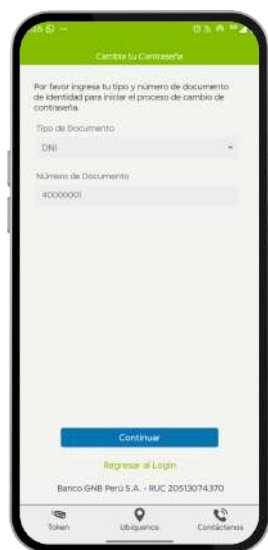 Cambia tu Contraseña
Por favor ingresa tu tipo y número de documento
de identidad para iniciar el proceso de cambio de
contraseña.
Tipo de Documento
DNI
Número de Documento
40000001
Continuar
Regresar al Login
Banco GNB Perú S.A. - RUC 20513074370
Token
Ubíquenos
Contáctenos